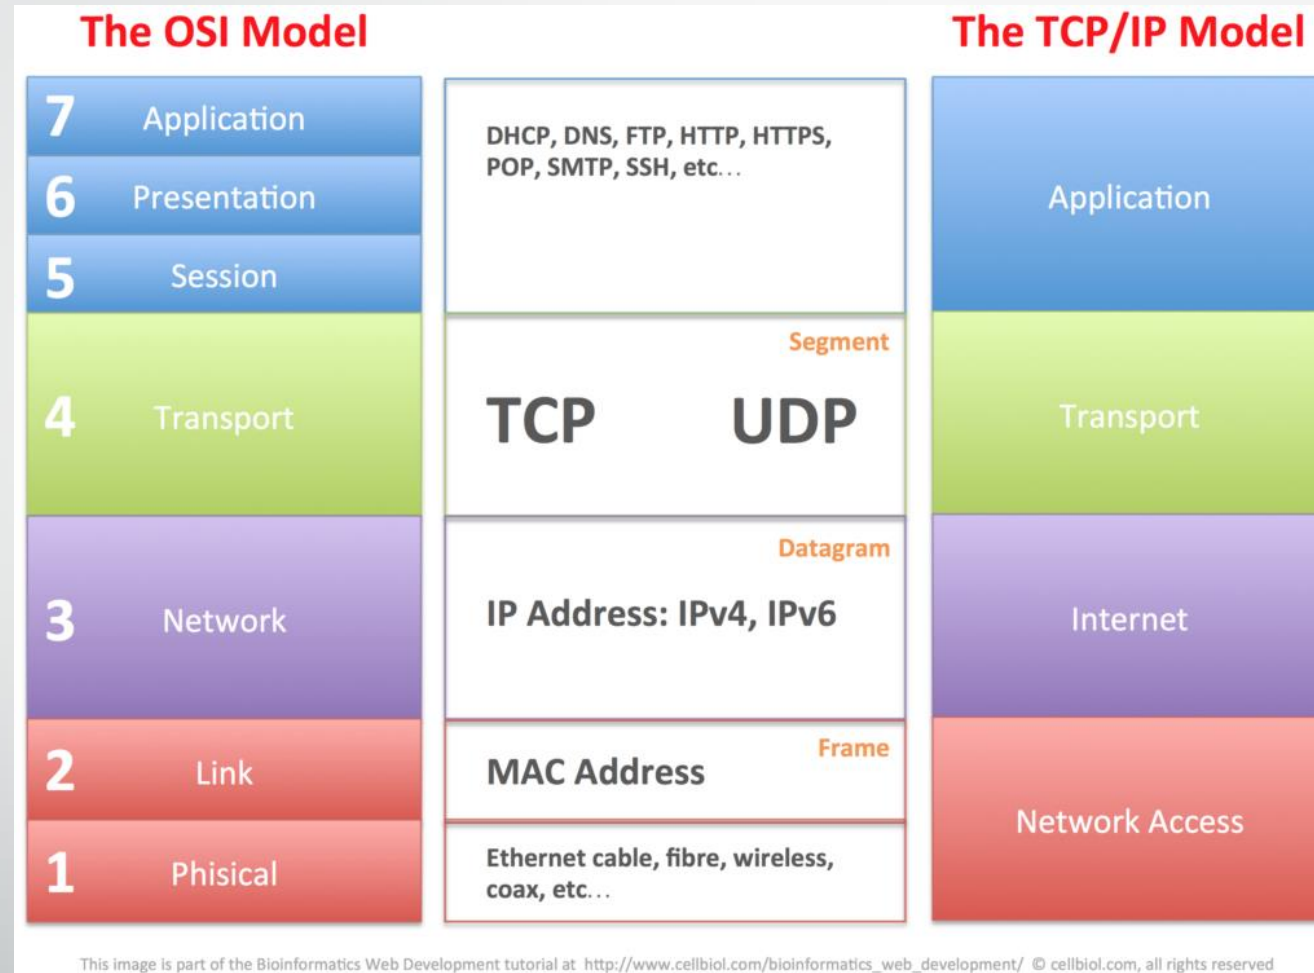 The OSI Model
The TCP/IP Model
7 Application
6 Presentation
5 Session
DHCP, DNS, FTP, HTTP, HTTPS,
POP, SMTP, SSH, etc...
Application
4 Transport
Segment
TCP UDP
Transport
3 Network
Datagram
IP Address: IPv4, IPv6
Internet
2 Link
Frame
MAC Address
1 Phisical
Ethernet cable, fibre, wireless,
coax, etc...
Network Access
This image is part of the Bioinformatics Web Development tutorial at http://www.cellbiol.com/bioinformatics_web_development/ © cellbiol.com, all rights reserved